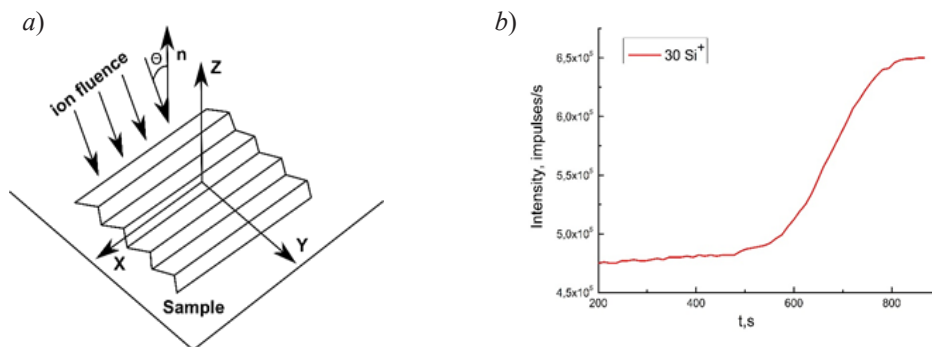 a)
ion fluence
Θ
n
Z
X
Y
Sample
b)
30 Si⁺
Intensity, impulses/s
6,5x10⁵
6,0x10⁵
5,5x10⁵
5,0x10⁵
4,5x10⁵
200
400
600
800
t,s